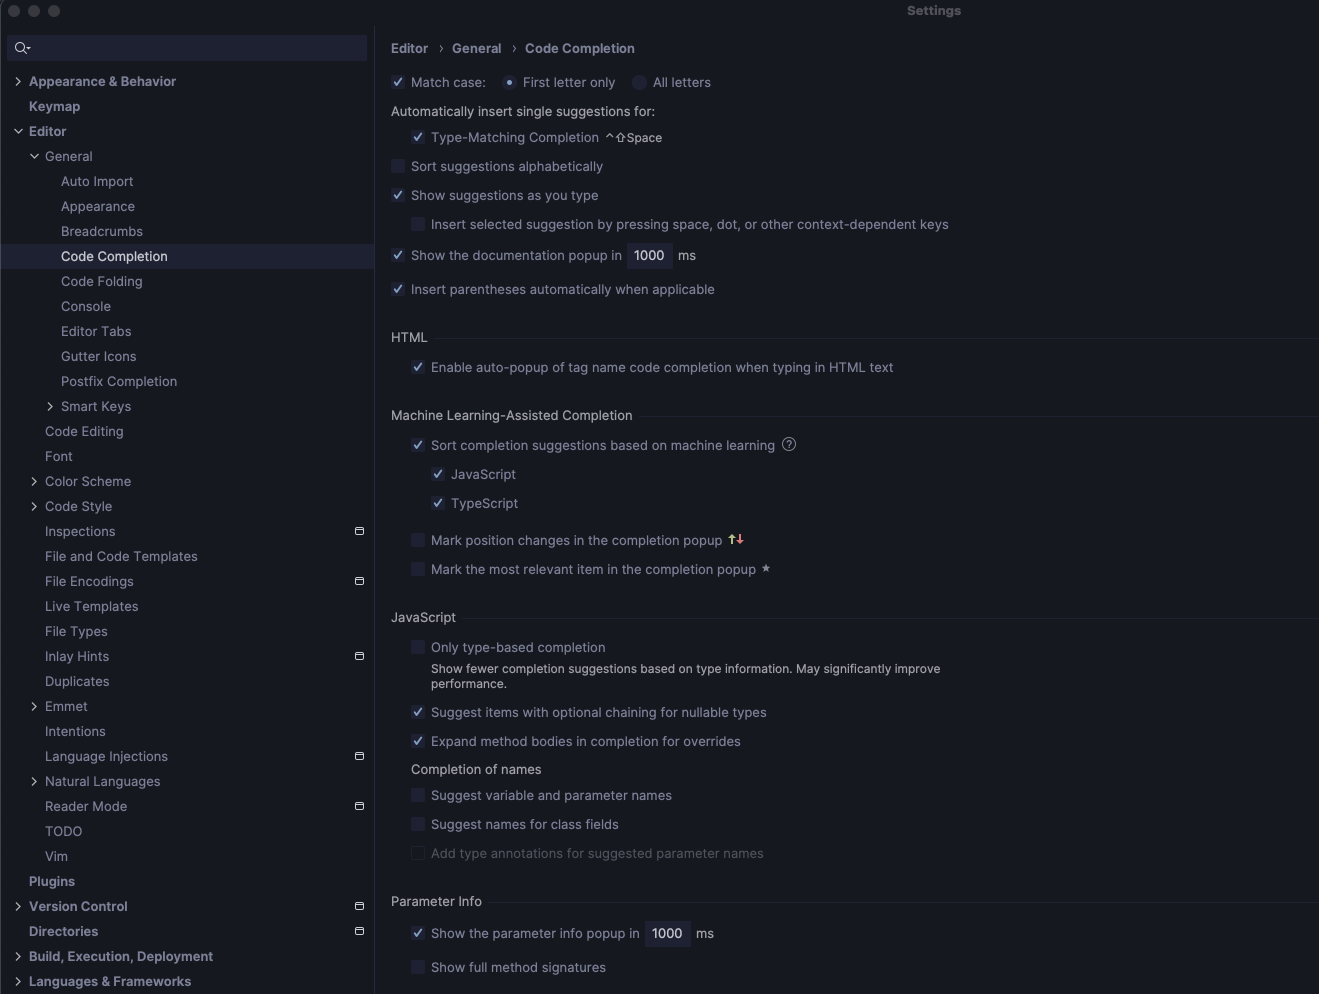 Settings
Appearance & Behavior
Keymap
Editor
General
Auto Import
Appearance
Breadcrumbs
Code Completion
Code Folding
Console
Editor Tabs
Gutter Icons
Postfix Completion
Smart Keys
Code Editing
Font
Color Scheme
Code Style
Inspections
File and Code Templates
File Encodings
Live Templates
File Types
Inlay Hints
Duplicates
Emmet
Intentions
Language Injections
Natural Languages
Reader Mode
TODO
Vim
Plugins
Version Control
Directories
Build, Execution, Deployment
Languages & Frameworks
Editor › General › Code Completion
Match case: First letter only All letters
Automatically insert single suggestions for:
Type-Matching Completion ⌃⇧Space
Sort suggestions alphabetically
Show suggestions as you type
Insert selected suggestion by pressing space, dot, or other context-dependent keys
Show the documentation popup in 1000 ms
Insert parentheses automatically when applicable
HTML
Enable auto-popup of tag name code completion when typing in HTML text
Machine Learning-Assisted Completion
Sort completion suggestions based on machine learning ?
JavaScript
TypeScript
Mark position changes in the completion popup ↑↓
Mark the most relevant item in the completion popup ★
JavaScript
Only type-based completion
Show fewer completion suggestions based on type information. May significantly improve
performance.
Suggest items with optional chaining for nullable types
Expand method bodies in completion for overrides
Completion of names
Suggest variable and parameter names
Suggest names for class fields
Add type annotations for suggested parameter names
Parameter Info
Show the parameter info popup in 1000 ms
Show full method signatures